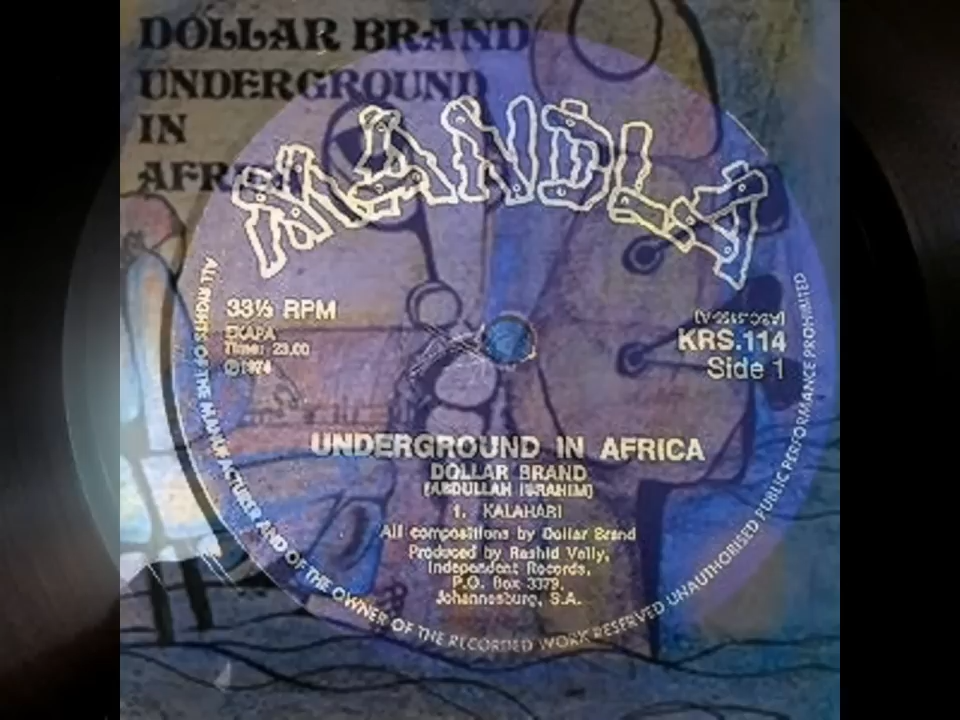 DOLLAR BRAND
UNDERGROUND
IN
AFRICA
MANDLA
33⅓ RPM
EKAPA
Time: 23.00
℗1974
KRS.114
Side 1
UNDERGROUND IN AFRICA
DOLLAR BRAND
(ABDULLAH IBRAHIM)
1. KALAHARI
All compositions by Dollar Brand
Produced by Rashid Vally,
Independent Records,
P.O. Box 3379,
Johannesburg, S.A.
ALL RIGHTS OF THE MANUFACTURER AND OF THE OWNER OF THE RECORDED WORK RESERVED UNAUTHORISED PUBLIC PERFORMANCE PROHIBITED